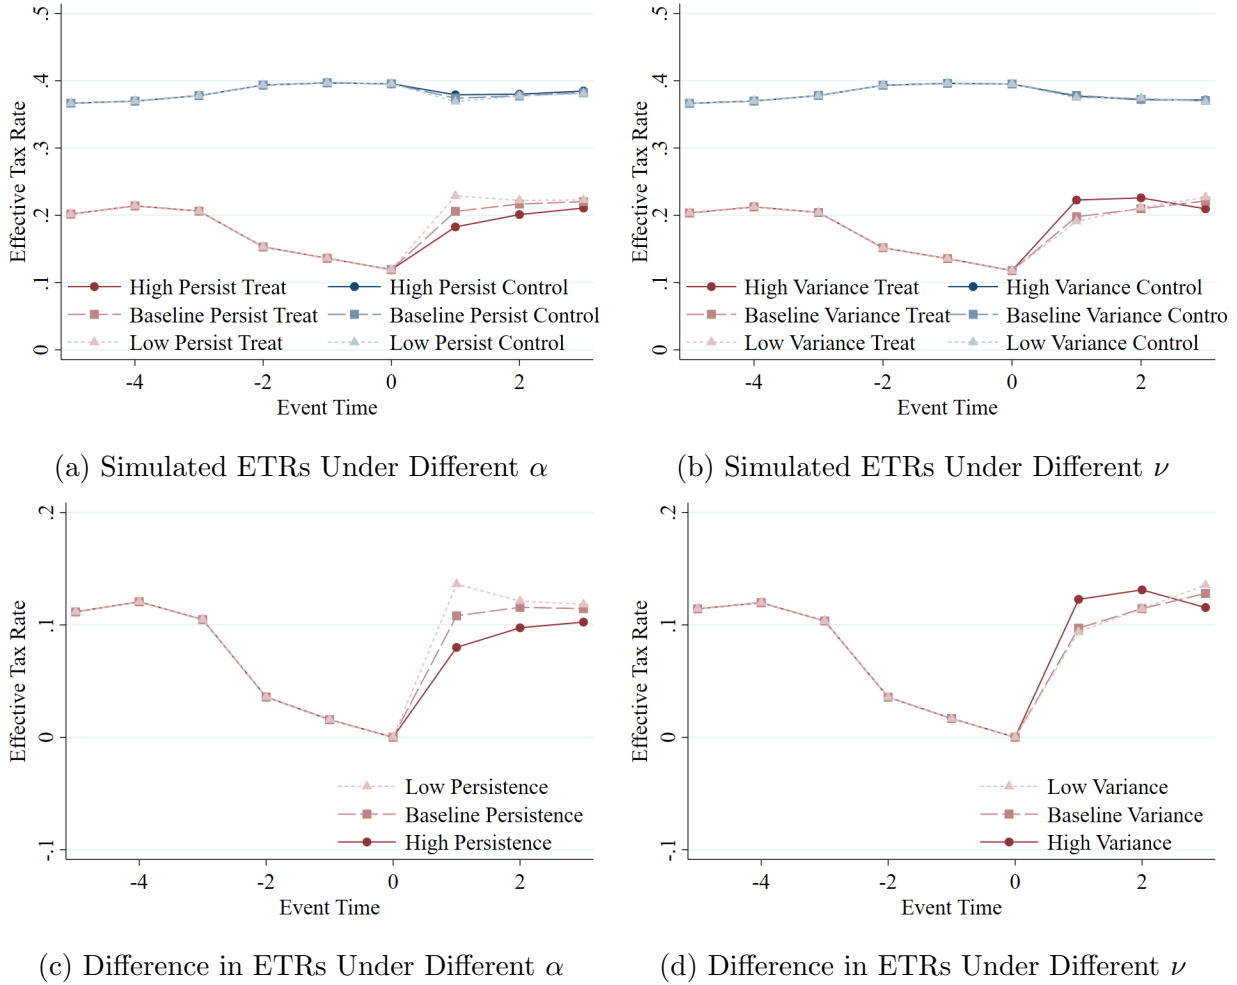 Effective Tax Rate
.5
.4
.3
.2
.1
0
High Persist Treat
High Persist Control
Baseline Persist Treat
Baseline Persist Control
Low Persist Treat
Low Persist Control
-4
-2
0
2
Event Time
(a) Simulated ETRs Under Different α
Effective Tax Rate
.5
.4
.3
.2
.1
0
High Variance Treat
High Variance Control
Baseline Variance Treat
Baseline Variance Contro
Low Variance Treat
Low Variance Control
-4
-2
0
2
Event Time
(b) Simulated ETRs Under Different ν
Effective Tax Rate
.2
.1
0
-.1
Low Persistence
Baseline Persistence
High Persistence
-4
-2
0
2
Event Time
(c) Difference in ETRs Under Different α
Effective Tax Rate
.2
.1
0
-.1
Low Variance
Baseline Variance
High Variance
-4
-2
0
2
Event Time
(d) Difference in ETRs Under Different ν